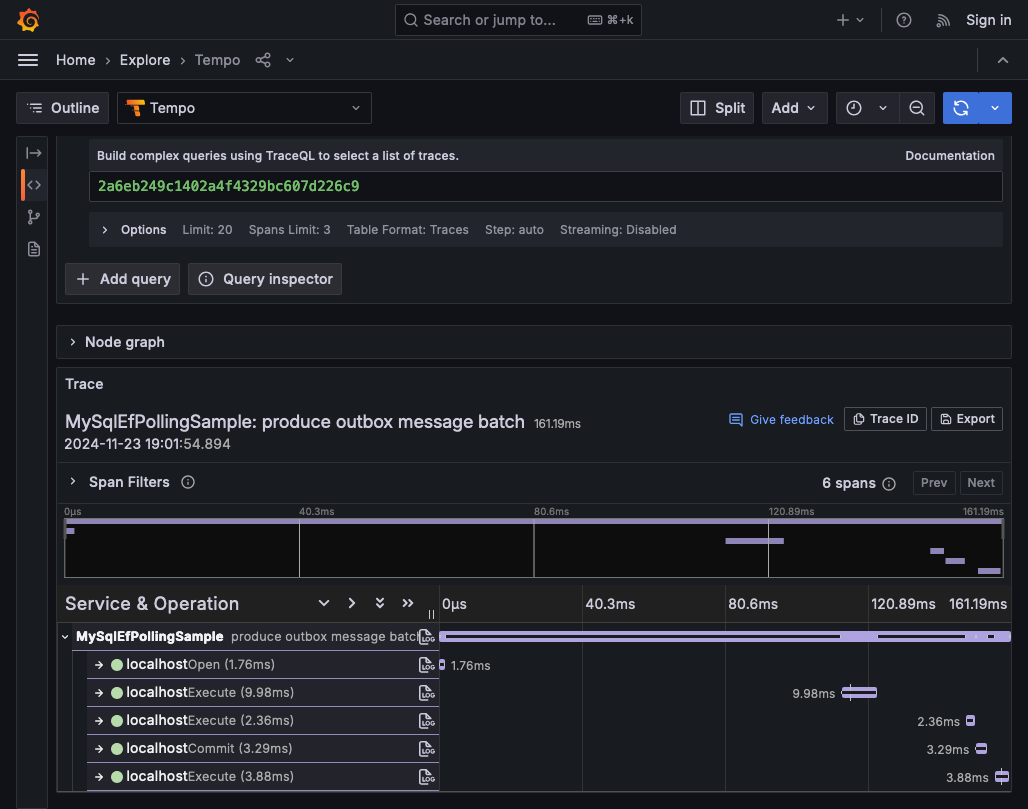 Search or jump to... ⌘+k
Sign in
Home › Explore › Tempo
Outline Tempo Split Add
Build complex queries using TraceQL to select a list of traces. Documentation
2a6eb249c1402a4f4329bc607d226c9
Options Limit: 20 Spans Limit: 3 Table Format: Traces Step: auto Streaming: Disabled
+ Add query Query inspector
Node graph
Trace
MySqlEfPollingSample: produce outbox message batch 161.19ms
Give feedback Trace ID Export
2024-11-23 19:01:54.894
Span Filters 6 spans Prev Next
0μs 40.3ms 80.6ms 120.89ms 161.19ms
Service & Operation 0μs 40.3ms 80.6ms 120.89ms 161.19ms
MySqlEfPollingSample produce outbox message batch LOG
localhost Open (1.76ms) LOG 1.76ms
localhost Execute (9.98ms) LOG 9.98ms
localhost Execute (2.36ms) LOG 2.36ms
localhost Commit (3.29ms) LOG 3.29ms
localhost Execute (3.88ms) LOG 3.88ms